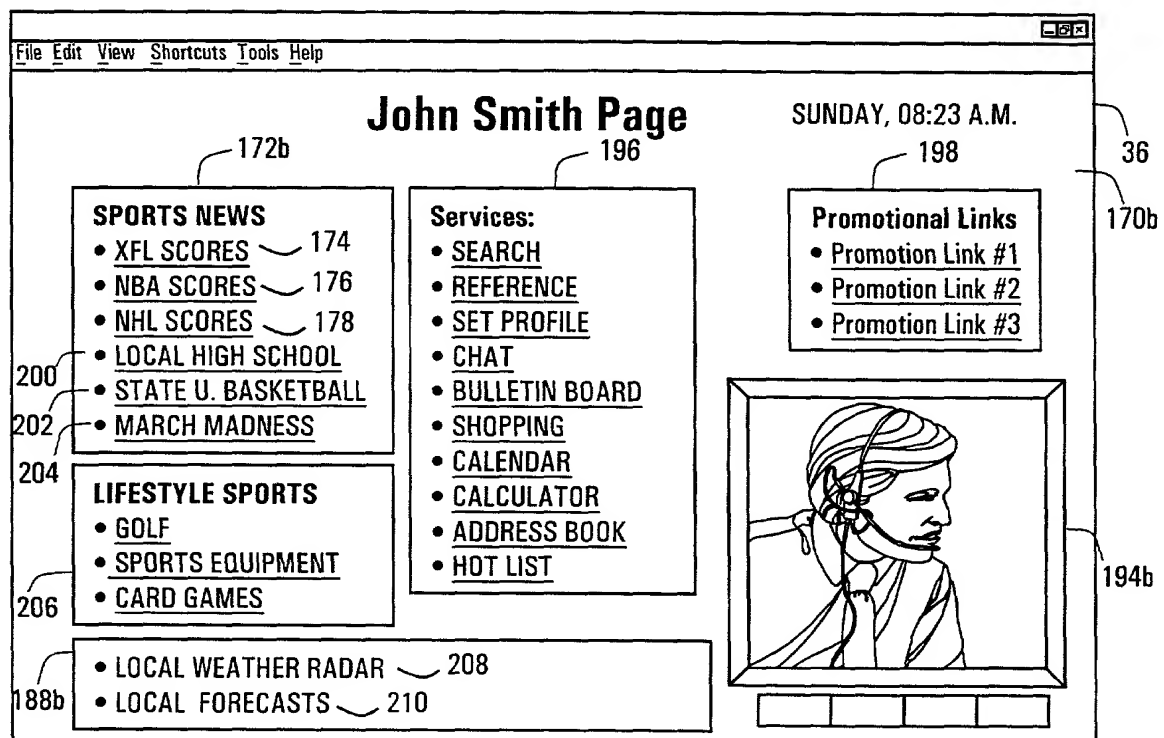 File Edit View Shortcuts Tools Help
John Smith Page
SUNDAY, 08:23 A.M.
36
170b
172b
SPORTS NEWS
• XFL SCORES 174
• NBA SCORES 176
• NHL SCORES 178
200 • LOCAL HIGH SCHOOL
202 • STATE U. BASKETBALL
204 • MARCH MADNESS
LIFESTYLE SPORTS
• GOLF
• SPORTS EQUIPMENT
206 • CARD GAMES
196
Services:
• SEARCH
• REFERENCE
• SET PROFILE
• CHAT
• BULLETIN BOARD
• SHOPPING
• CALENDAR
• CALCULATOR
• ADDRESS BOOK
• HOT LIST
198
Promotional Links
• Promotion Link #1
• Promotion Link #2
• Promotion Link #3
194b
188b
• LOCAL WEATHER RADAR 208
• LOCAL FORECASTS 210